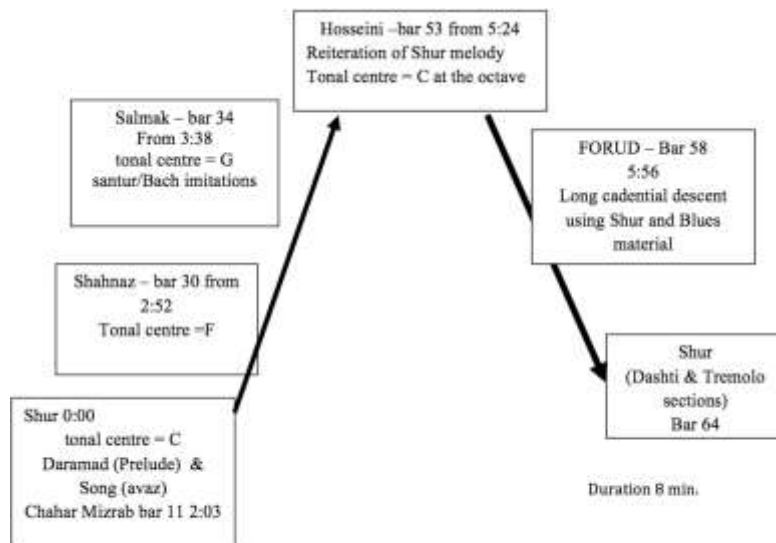 Hosseini –bar 53 from 5:24
Reiteration of Shur melody
Tonal centre = C at the octave
Salmak – bar 34
From 3:38
tonal centre = G
santur/Bach imitations
FORUD – Bar 58
5:56
Long cadential descent
using Shur and Blues
material
Shahnaz – bar 30 from
2:52
Tonal centre =F
Shur
(Dashti & Tremolo
sections)
Bar 64
Shur 0:00
tonal centre = C
Daramad (Prelude) &
Song (avaz)
Chahar Mizrab bar 11 2:03
Duration 8 min.